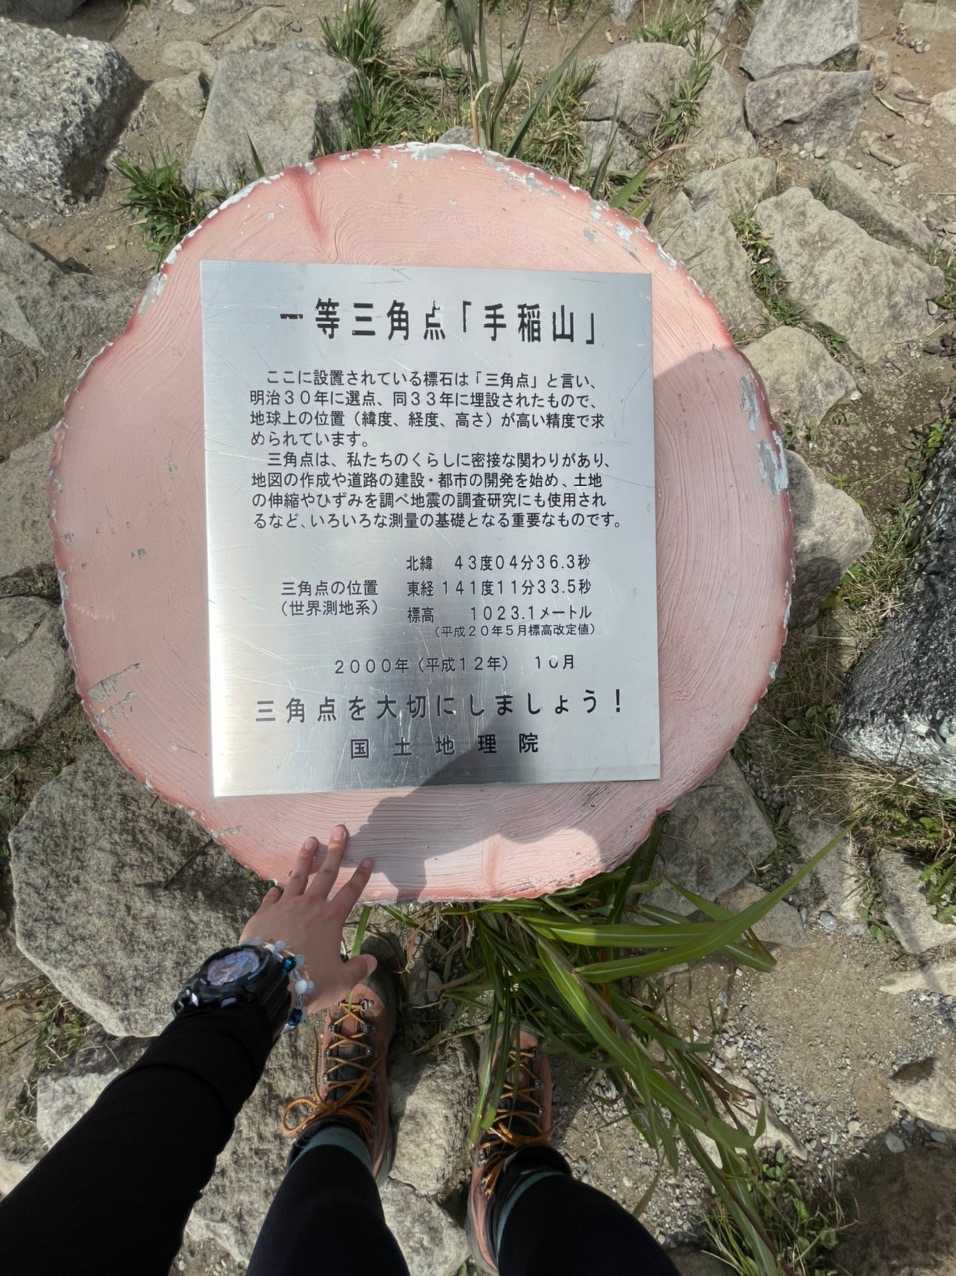 一等三角点「手稲山」
ここに設置されている標石は「三角点」と言い、
明治30年に選点、同33年に埋設されたもので、
地球上の位置（緯度、経度、高さ）が高い精度で求
められています。
三角点は、私たちのくらしに密接な関わりがあり、
地図の作成や道路の建設・都市の開発を始め、土地
の伸縮やひずみを調べ地震の調査研究にも使用され
るなど、いろいろな測量の基礎となる重要なものです。
北緯 43度04分36.3秒
三角点の位置 東経 141度11分33.5秒
（世界測地系） 標高 1023.1メートル
（平成20年5月標高改定値）
2000年（平成12年） 10月
三角点を大切にしましょう！
国土地理院